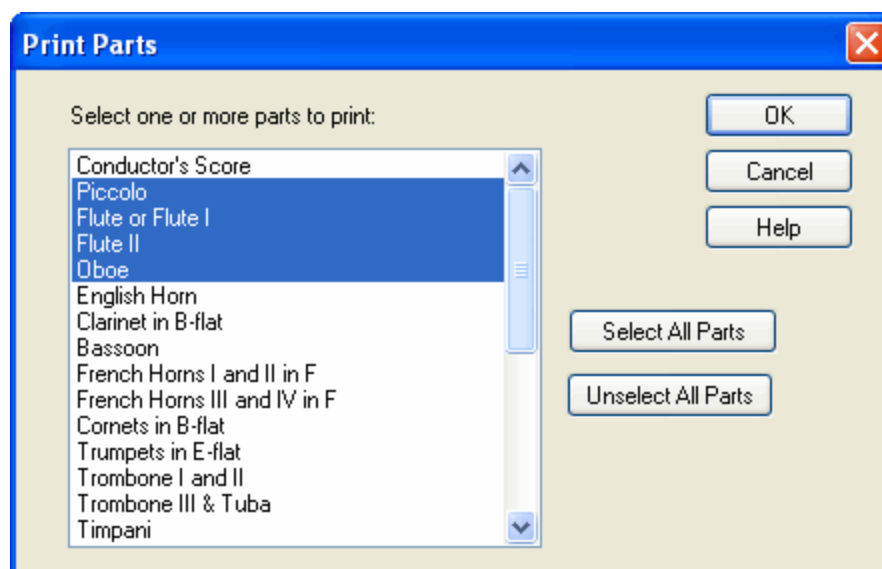 Print Parts
Select one or more parts to print:
OK
Cancel
Help
Conductor's Score
Piccolo
Flute or Flute I
Flute II
Oboe
English Horn
Clarinet in B-flat
Bassoon
French Horns I and II in F
French Horns III and IV in F
Cornets in B-flat
Trumpets in E-flat
Trombone I and II
Trombone III & Tuba
Timpani
Select All Parts
Unselect All Parts